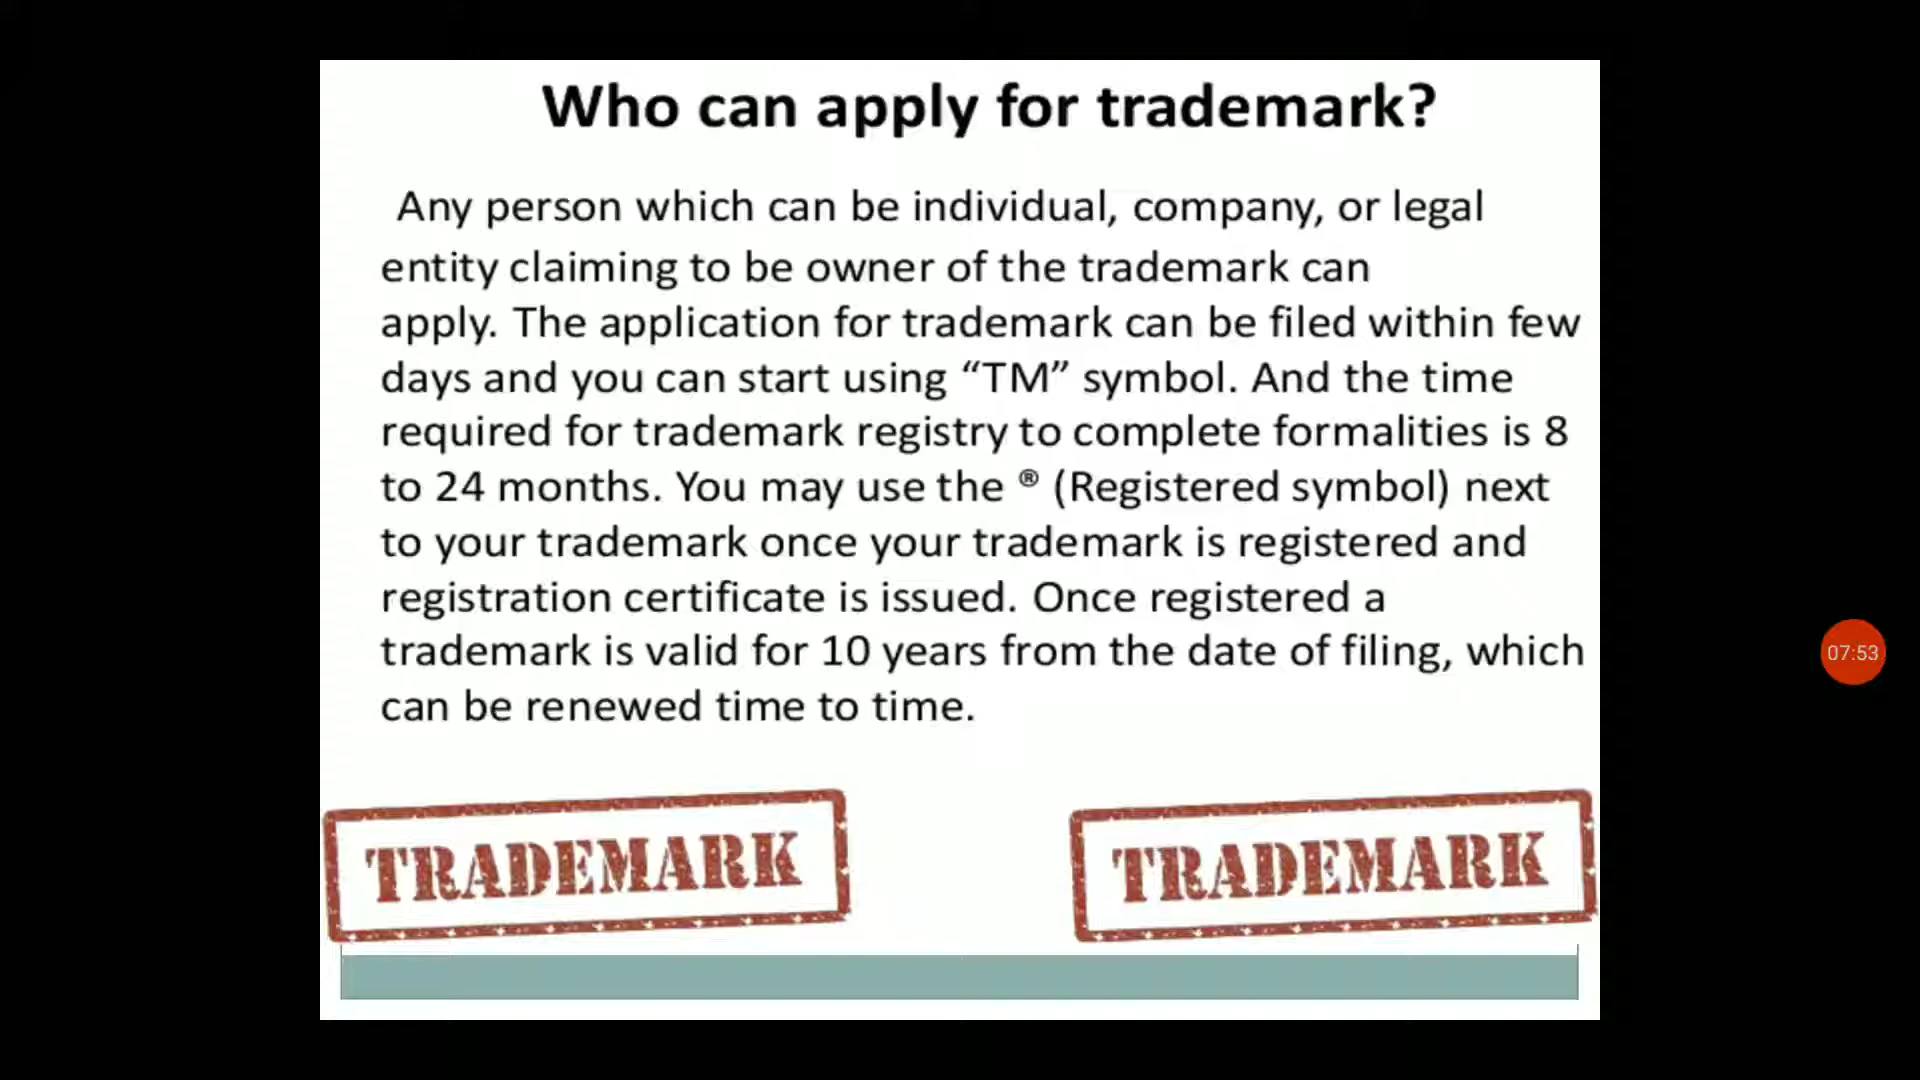 Who can apply for trademark?
Any person which can be individual, company, or legal
entity claiming to be owner of the trademark can
apply. The application for trademark can be filed within few
days and you can start using “TM” symbol. And the time
required for trademark registry to complete formalities is 8
to 24 months. You may use the ® (Registered symbol) next
to your trademark once your trademark is registered and
registration certificate is issued. Once registered a
trademark is valid for 10 years from the date of filing, which
can be renewed time to time.
07:53
TRADEMARK
TRADEMARK